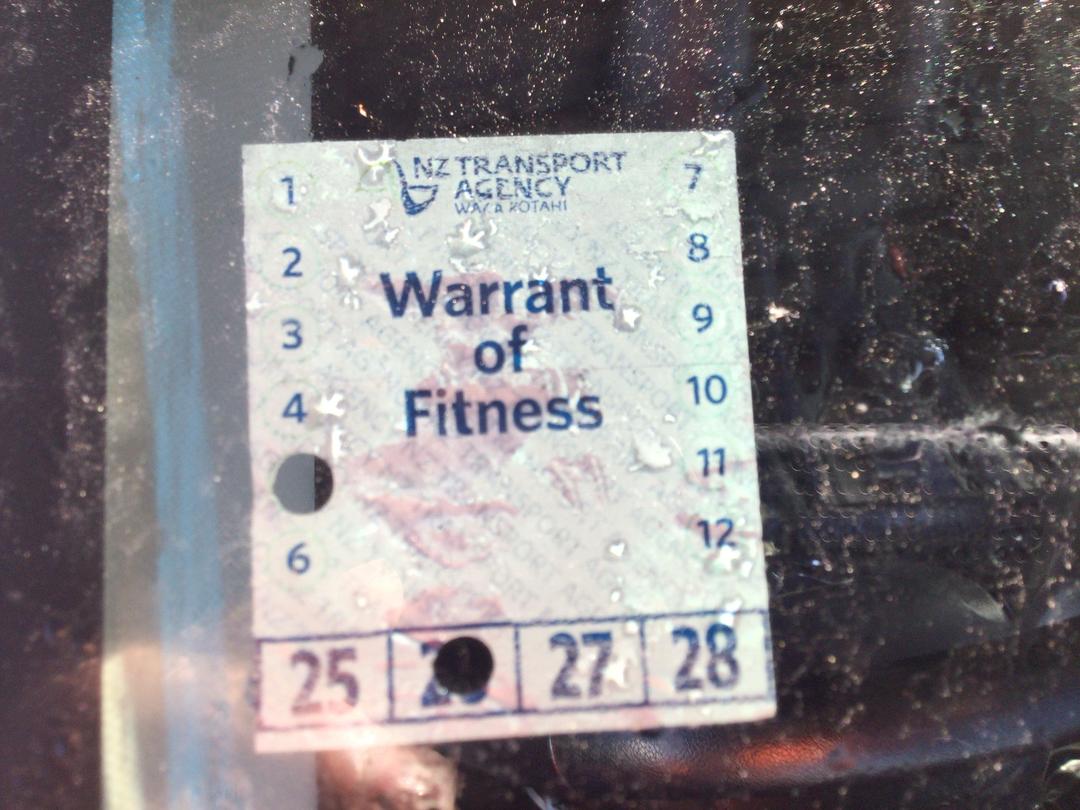 NZ TRANSPORT
AGENCY
WAKA KOTAHI
Warrant
of
Fitness
1
2
3
4
6
7
8
9
10
11
12
25 27 28